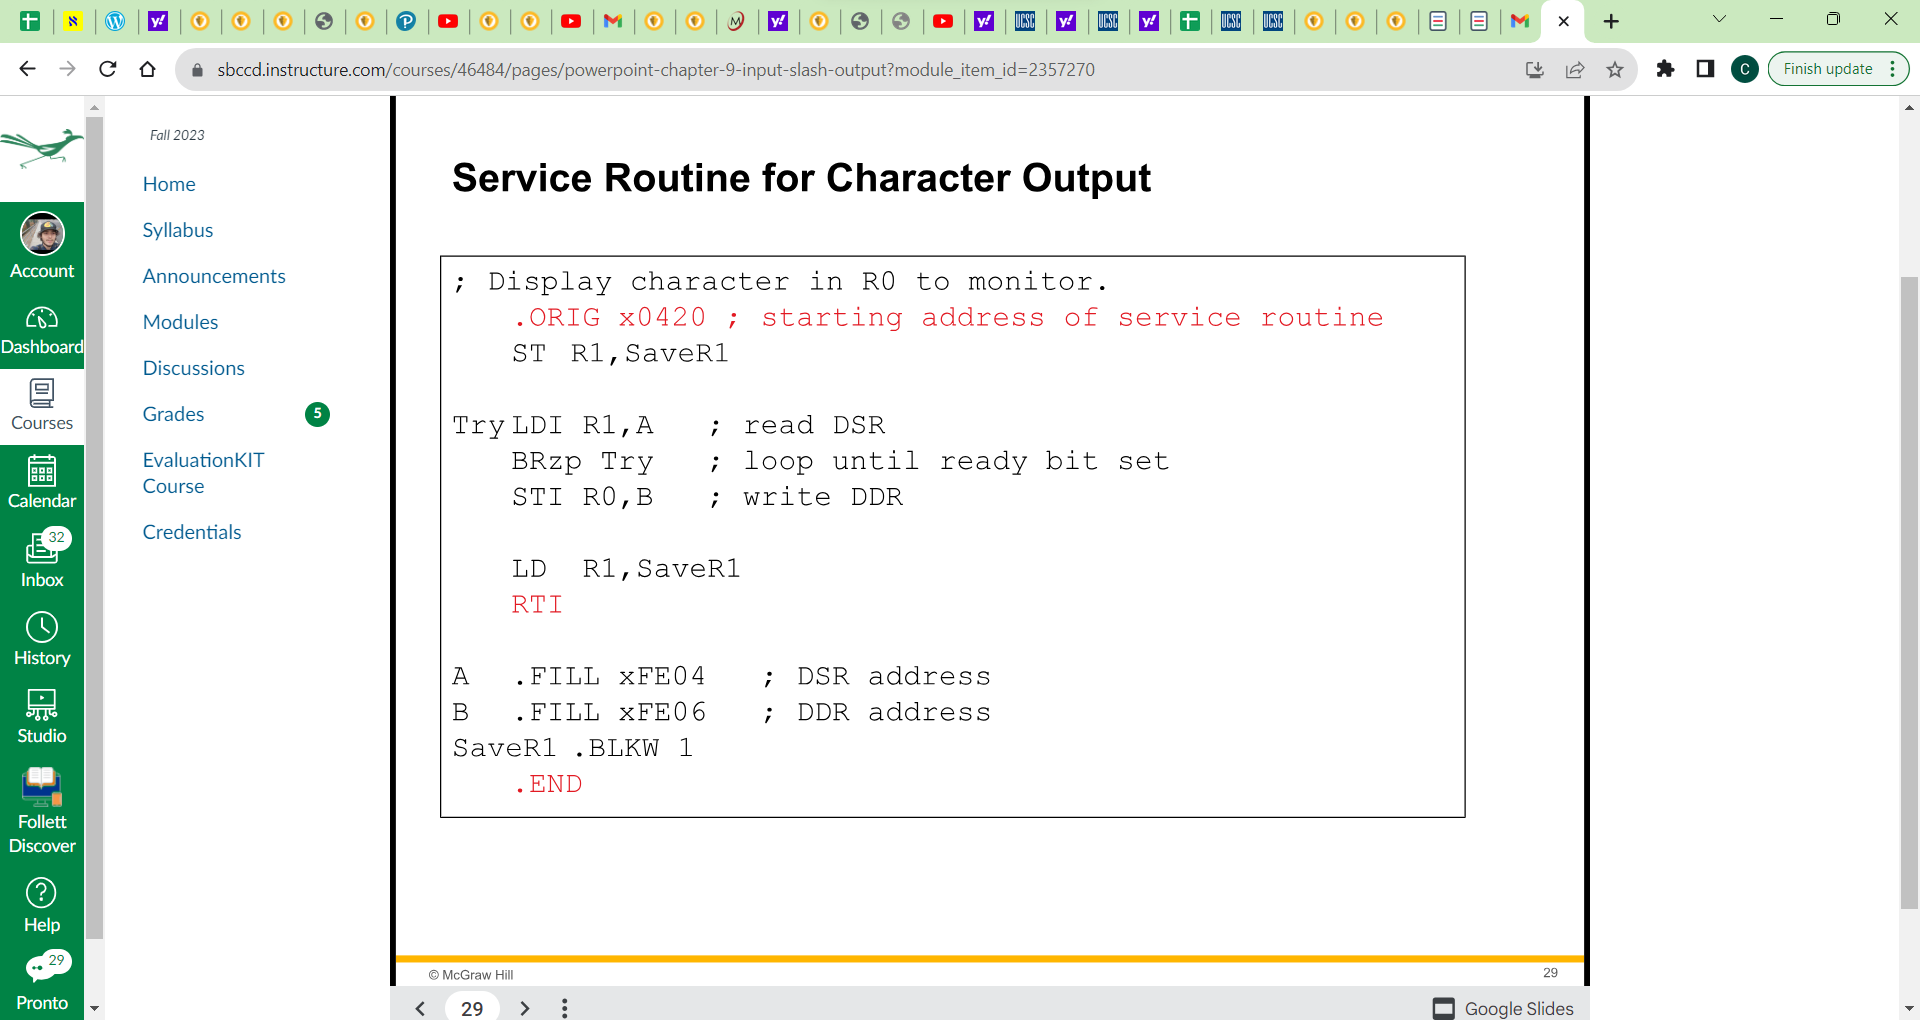 sbccd.instructure.com/courses/46484/pages/powerpoint-chapter-9-input-slash-output?module_item_id=2357270
C
Finish update
Fall 2023
Home
Syllabus
Announcements
Modules
Discussions
Grades 5
EvaluationKIT
Course
Credentials
Account
Dashboard
Courses
Calendar
32
Inbox
History
Studio
Follett
Discover
Help
29
Pronto
Service Routine for Character Output
; Display character in R0 to monitor.
.ORIG x0420 ; starting address of service routine
ST R1,SaveR1
Try LDI R1,A ; read DSR
BRzp Try ; loop until ready bit set
STI R0,B ; write DDR
LD R1,SaveR1
RTI
A .FILL xFE04 ; DSR address
B .FILL xFE06 ; DDR address
SaveR1 .BLKW 1
.END
© McGraw Hill
29
29
Google Slides